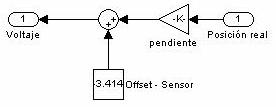 1
+
+
-K-
1
Voltaje
pendiente
Posición real
-3.414
Offset - Sensor